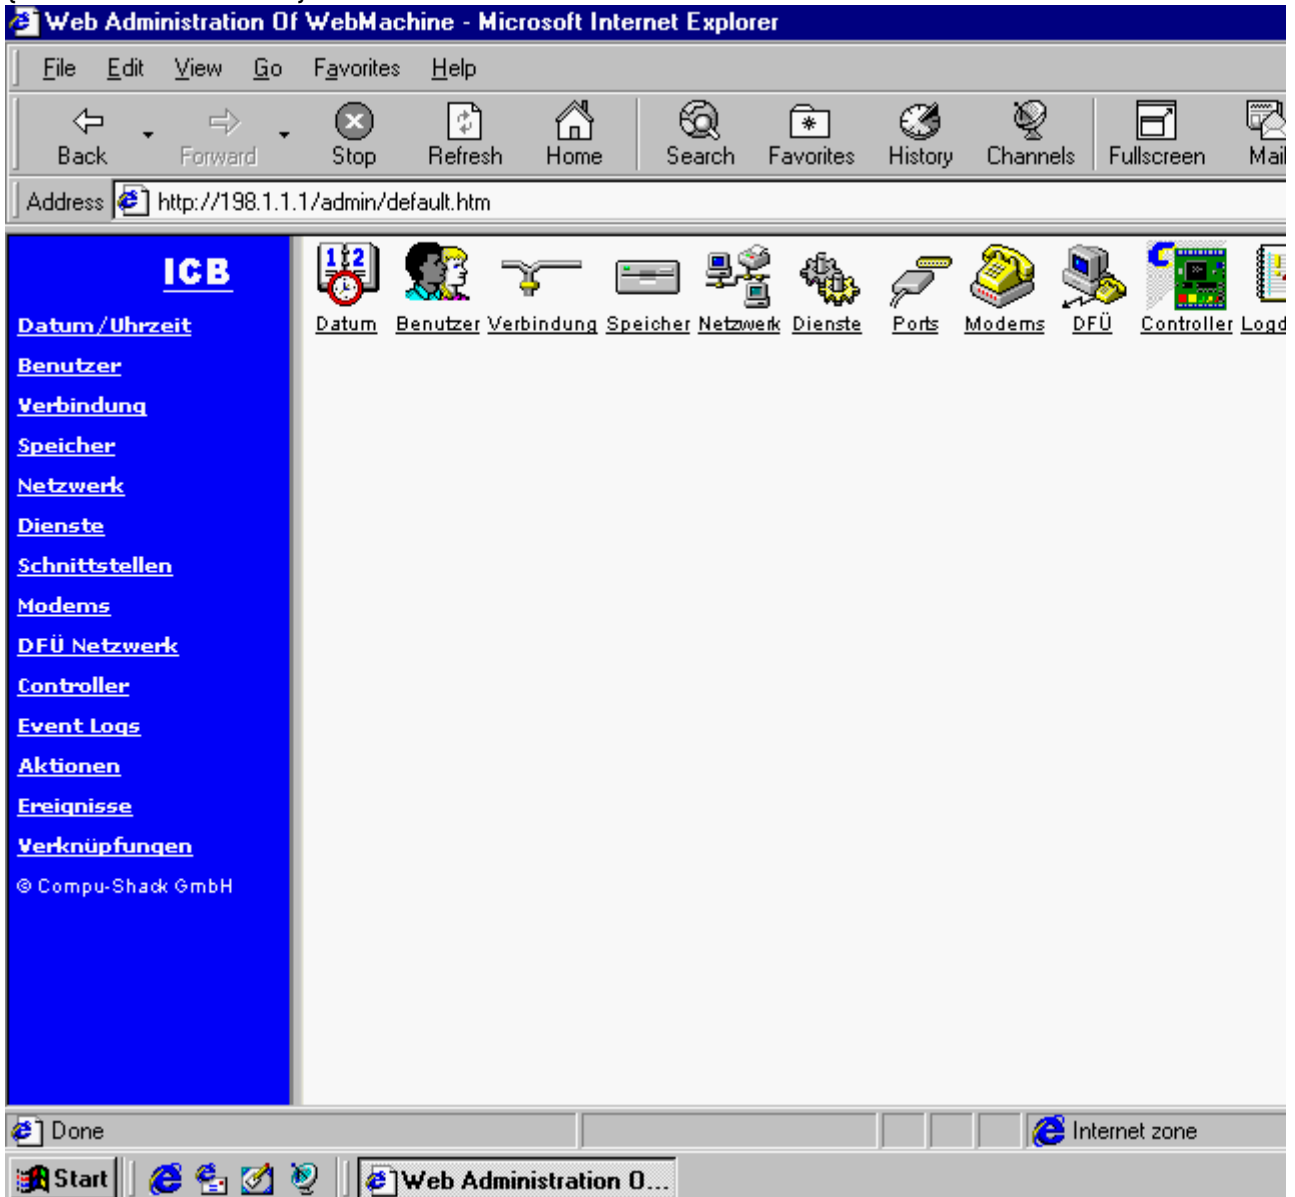 Web Administration Of WebMachine - Microsoft Internet Explorer
File Edit View Go Favorites Help
Back Forward Stop Refresh Home Search Favorites History Channels Fullscreen Mail
Address http://198.1.1.1/admin/default.htm
ICB
Datum Benutzer Verbindung Speicher Netzwerk Dienste Ports Modems DFÜ Controller Logd
Datum/Uhrzeit
Benutzer
Verbindung
Speicher
Netzwerk
Dienste
Schnittstellen
Modems
DFÜ Netzwerk
Controller
Event Logs
Aktionen
Ereignisse
Verknüpfungen
© Compu-Shack GmbH
Done Internet zone
Start Web Administration O...